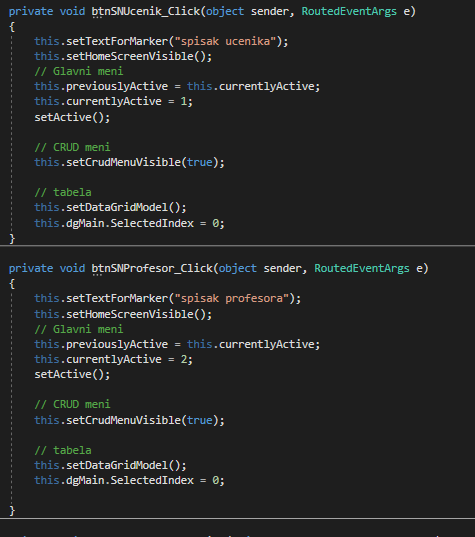 private void btnSNUcenik_Click(object sender, RoutedEventArgs e)
{
this.setTextForMarker("spisak ucenika");
this.setHomeScreenVisible();
// Glavni meni
this.previouslyActive = this.currentlyActive;
this.currentlyActive = 1;
setActive();
// CRUD meni
this.setCrudMenuVisible(true);
// tabela
this.setDataGridModel();
this.dgMain.SelectedIndex = 0;
}
private void btnSNProfesor_Click(object sender, RoutedEventArgs e)
{
this.setTextForMarker("spisak profesora");
this.setHomeScreenVisible();
// Glavni meni
this.previouslyActive = this.currentlyActive;
this.currentlyActive = 2;
setActive();
// CRUD meni
this.setCrudMenuVisible(true);
// tabela
this.setDataGridModel();
this.dgMain.SelectedIndex = 0;
}